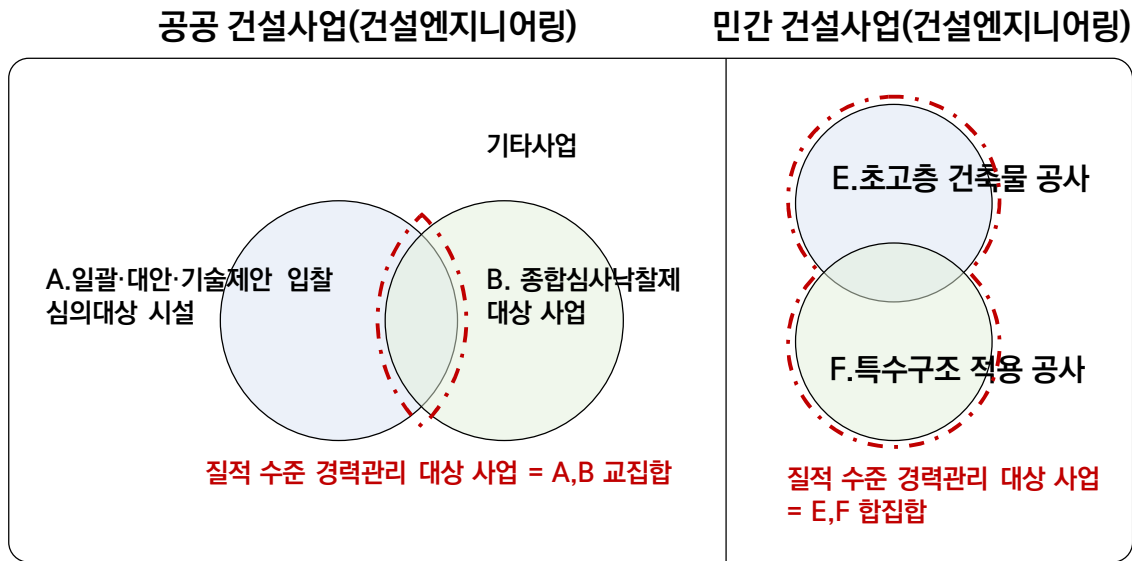 공공 건설사업(건설엔지니어링)
기타사업
A.일괄·대안·기술제안 입찰
심의대상 시설
B. 종합심사낙찰제
대상 사업
질적 수준 경력관리 대상 사업 = A,B 교집합
민간 건설사업(건설엔지니어링)
E.초고층 건축물 공사
F.특수구조 적용 공사
질적 수준 경력관리 대상 사업
= E,F 합집합